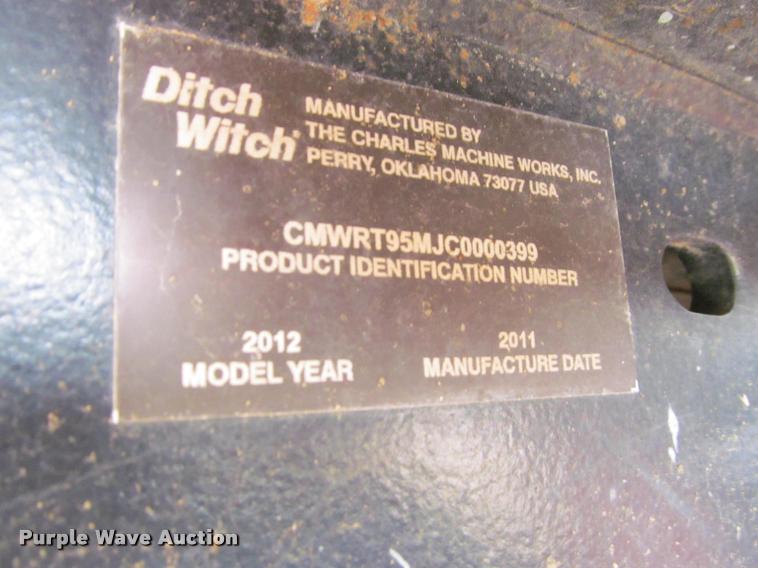 Ditch
Witch®
MANUFACTURED BY
THE CHARLES MACHINE WORKS, INC.
PERRY, OKLAHOMA 73077 USA
CMWRT95MJC0000399
PRODUCT IDENTIFICATION NUMBER
2012
MODEL YEAR
2011
MANUFACTURE DATE
Purple Wave Auction